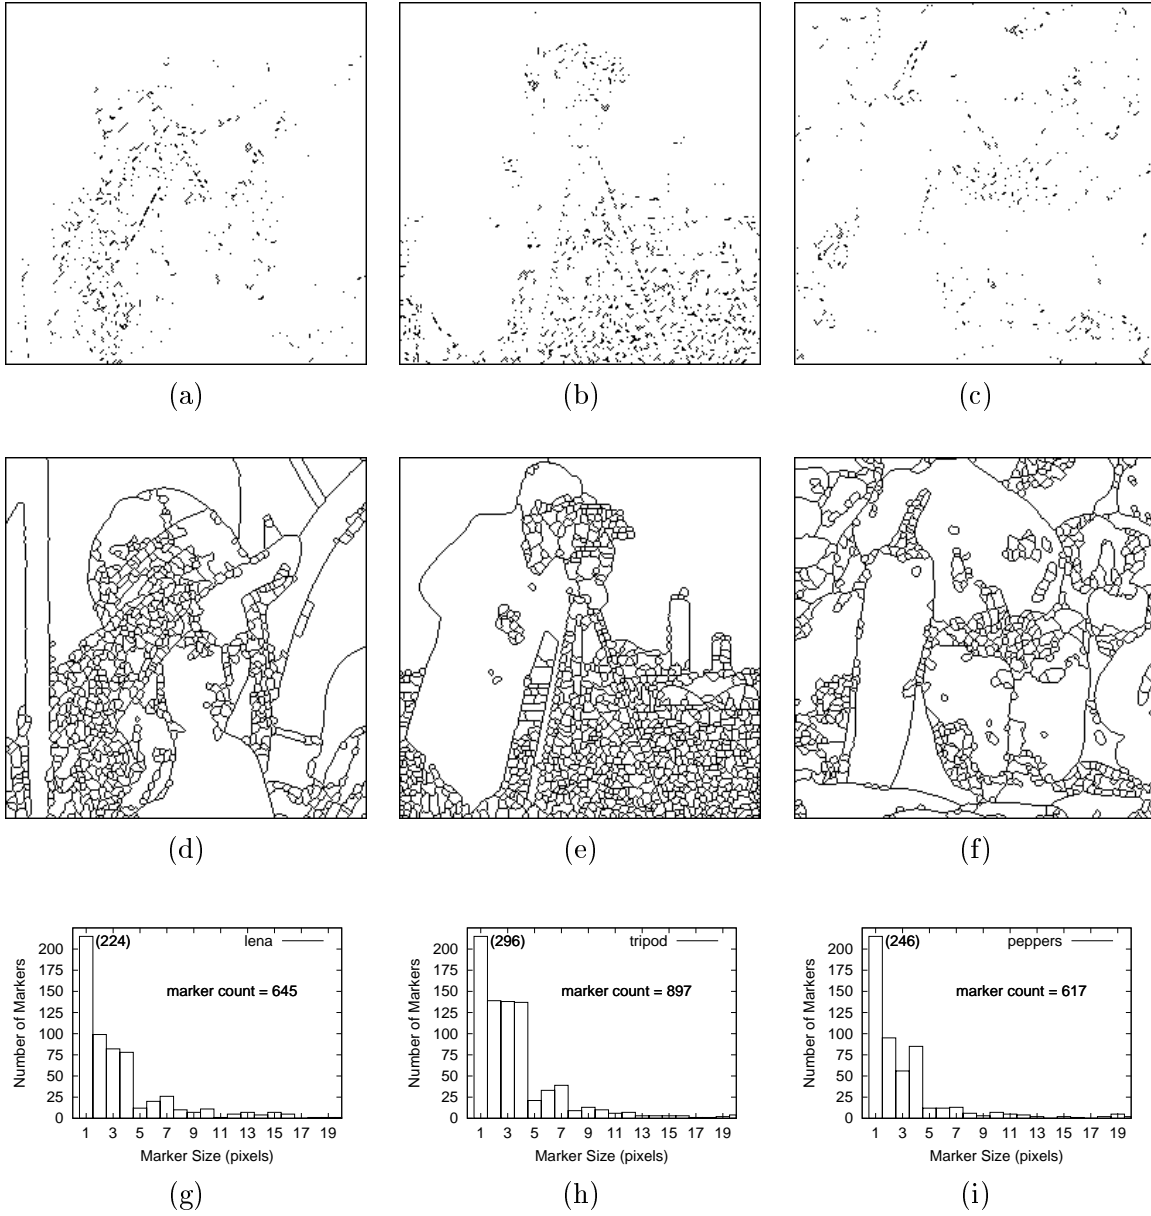 (a) (b) (c)
(d) (e) (f)
(224) lena
marker count = 645
Number of Markers
200
175
150
125
100
75
50
25
0
1 3 5 7 9 11 13 15 17 19
Marker Size (pixels)
(g)
(296) tripod
marker count = 897
Number of Markers
200
175
150
125
100
75
50
25
0
1 3 5 7 9 11 13 15 17 19
Marker Size (pixels)
(h)
(246) peppers
marker count = 617
Number of Markers
200
175
150
125
100
75
50
25
0
1 3 5 7 9 11 13 15 17 19
Marker Size (pixels)
(i)